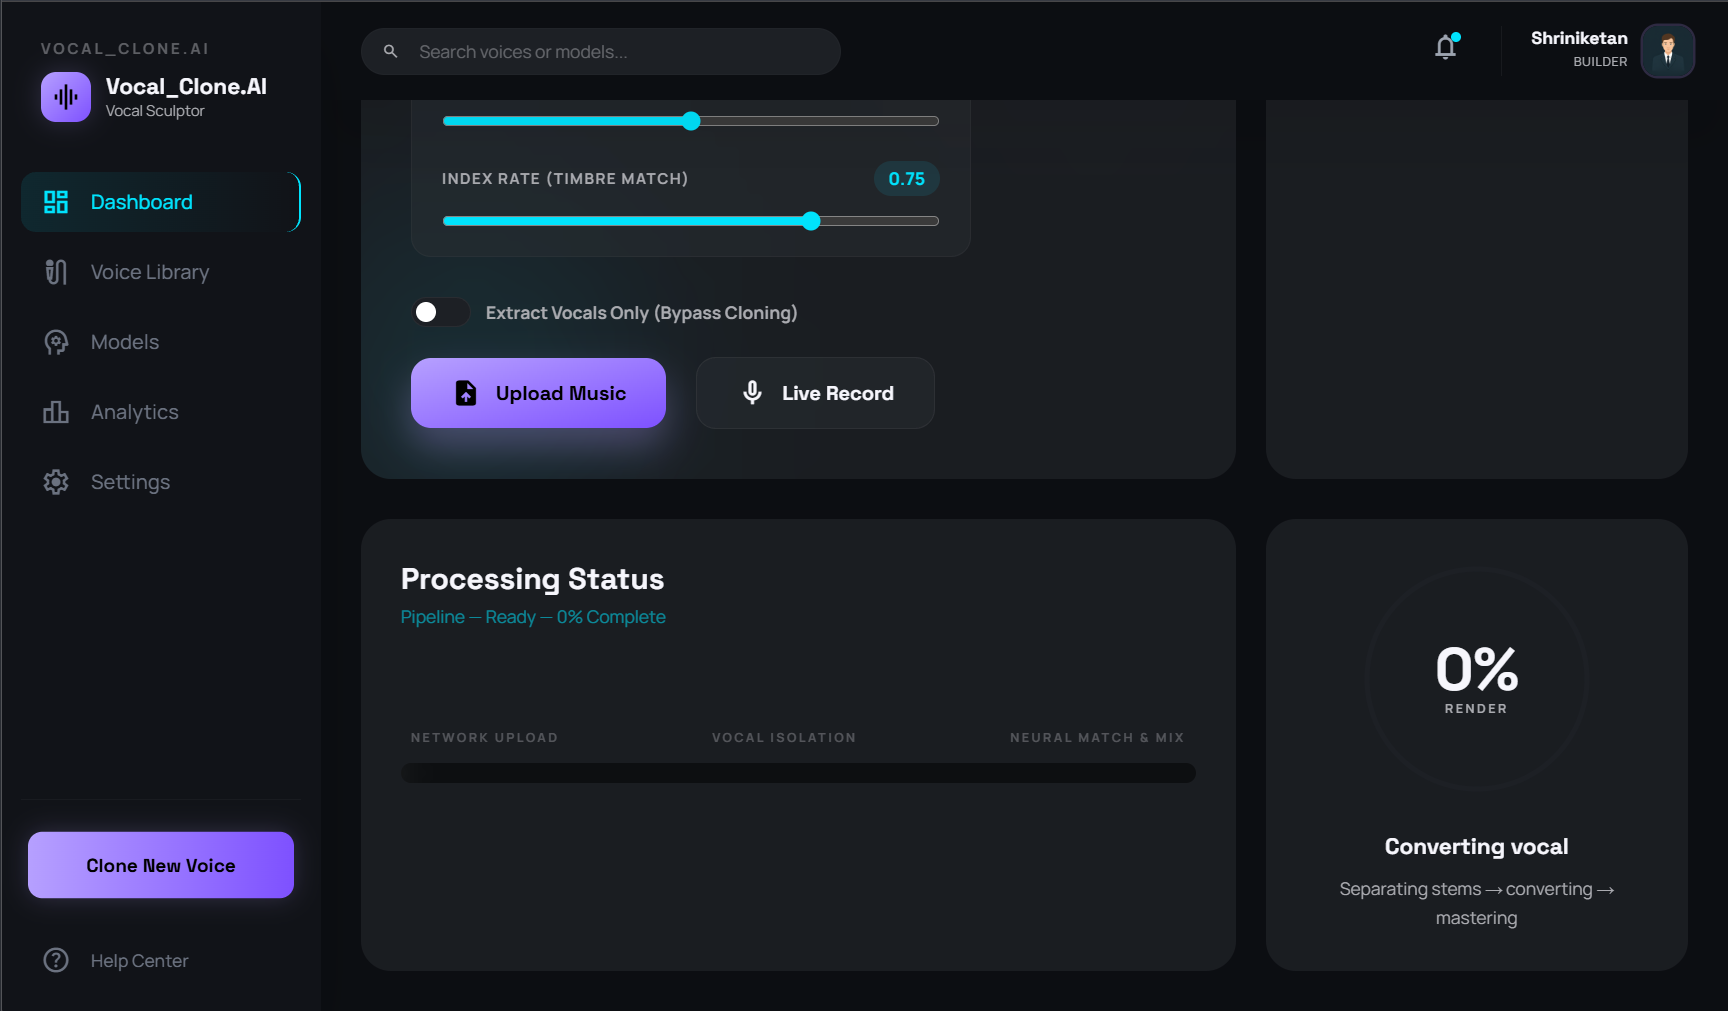 VOCAL_CLONE.AI
Vocal_Clone.AI
Vocal Sculptor
Dashboard
Voice Library
Models
Analytics
Settings
Clone New Voice
Help Center
Search voices or models...
Shriniketan
BUILDER
INDEX RATE (TIMBRE MATCH)
0.75
Extract Vocals Only (Bypass Cloning)
Upload Music
Live Record
Processing Status
Pipeline — Ready — 0% Complete
NETWORK UPLOAD
VOCAL ISOLATION
NEURAL MATCH & MIX
0%
RENDER
Converting vocal
Separating stems → converting →
mastering